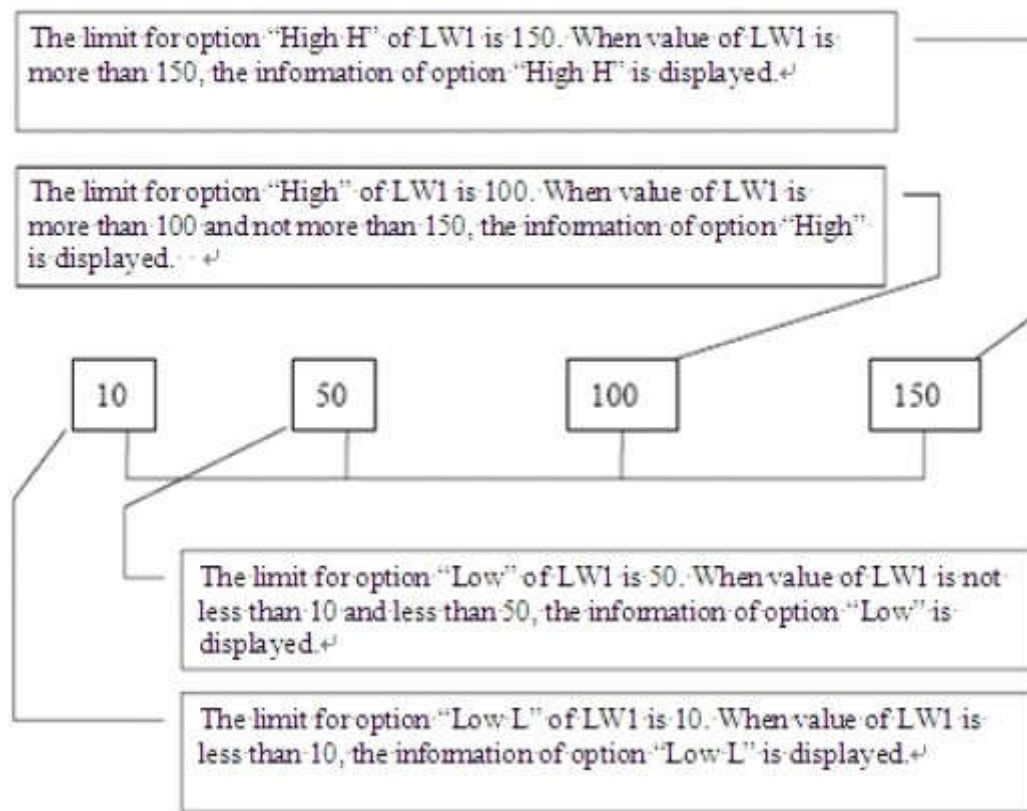 The limit for option “High H” of LW1 is 150. When value of LW1 is
more than 150, the information of option “High H” is displayed.↵
The limit for option “High” of LW1 is 100. When value of LW1 is
more than 100 and not more than 150, the information of option “High”
is displayed. ↵
10
50
100
150
The limit for option “Low” of LW1 is 50. When value of LW1 is not
less than 10 and less than 50, the information of option “Low” is
displayed.↵
The limit for option “Low L” of LW1 is 10. When value of LW1 is
less than 10, the information of option “Low L” is displayed.↵